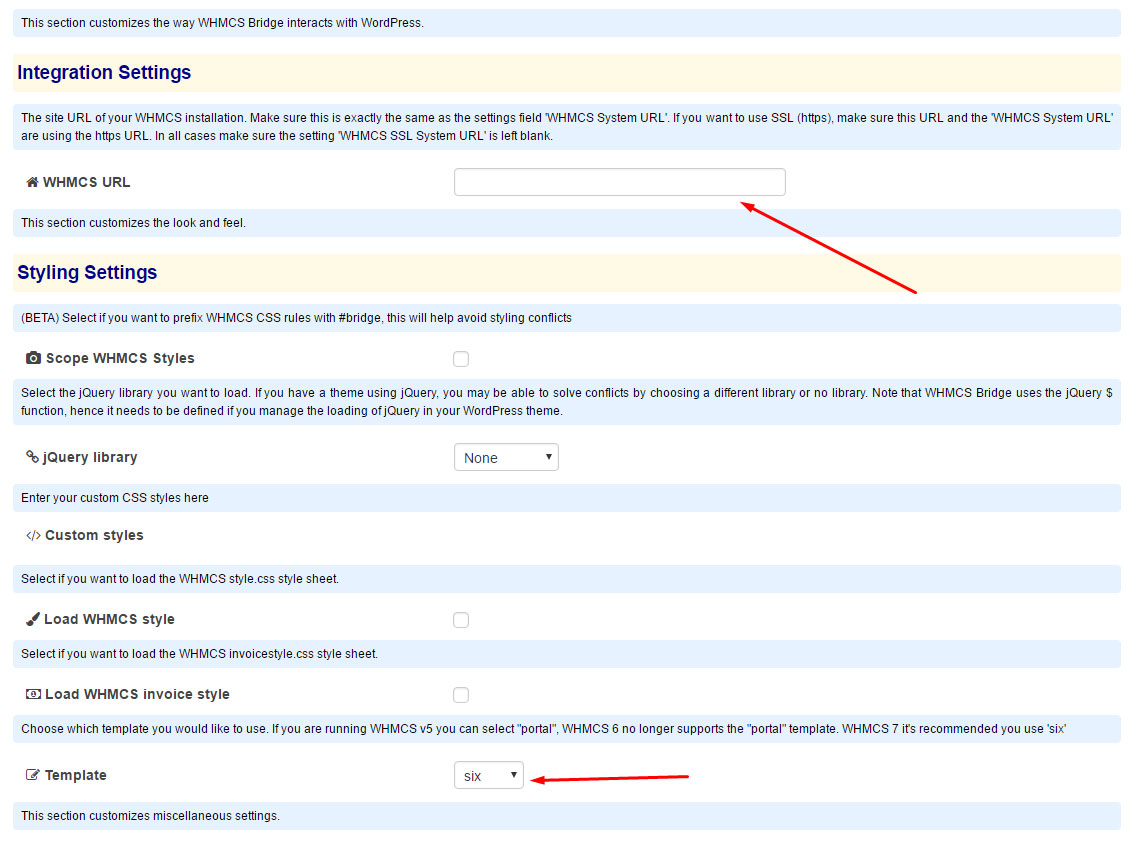 This section customizes the way WHMCS Bridge interacts with WordPress.
Integration Settings
The site URL of your WHMCS installation. Make sure this is exactly the same as the settings field 'WHMCS System URL'. If you want to use SSL (https), make sure this URL and the 'WHMCS System URL'
are using the https URL. In all cases make sure the setting 'WHMCS SSL System URL' is left blank.
WHMCS URL
This section customizes the look and feel.
Styling Settings
(BETA) Select if you want to prefix WHMCS CSS rules with #bridge, this will help avoid styling conflicts
Scope WHMCS Styles
Select the jQuery library you want to load. If you have a theme using jQuery, you may be able to solve conflicts by choosing a different library or no library. Note that WHMCS Bridge uses the jQuery $
function, hence it needs to be defined if you manage the loading of jQuery in your WordPress theme.
jQuery library None
Enter your custom CSS styles here
Custom styles
Select if you want to load the WHMCS style.css style sheet.
Load WHMCS style
Select if you want to load the WHMCS invoicestyle.css style sheet.
Load WHMCS invoice style
Choose which template you would like to use. If you are running WHMCS v5 you can select "portal", WHMCS 6 no longer supports the "portal" template. WHMCS 7 it's recommended you use 'six'
Template six
This section customizes miscellaneous settings.